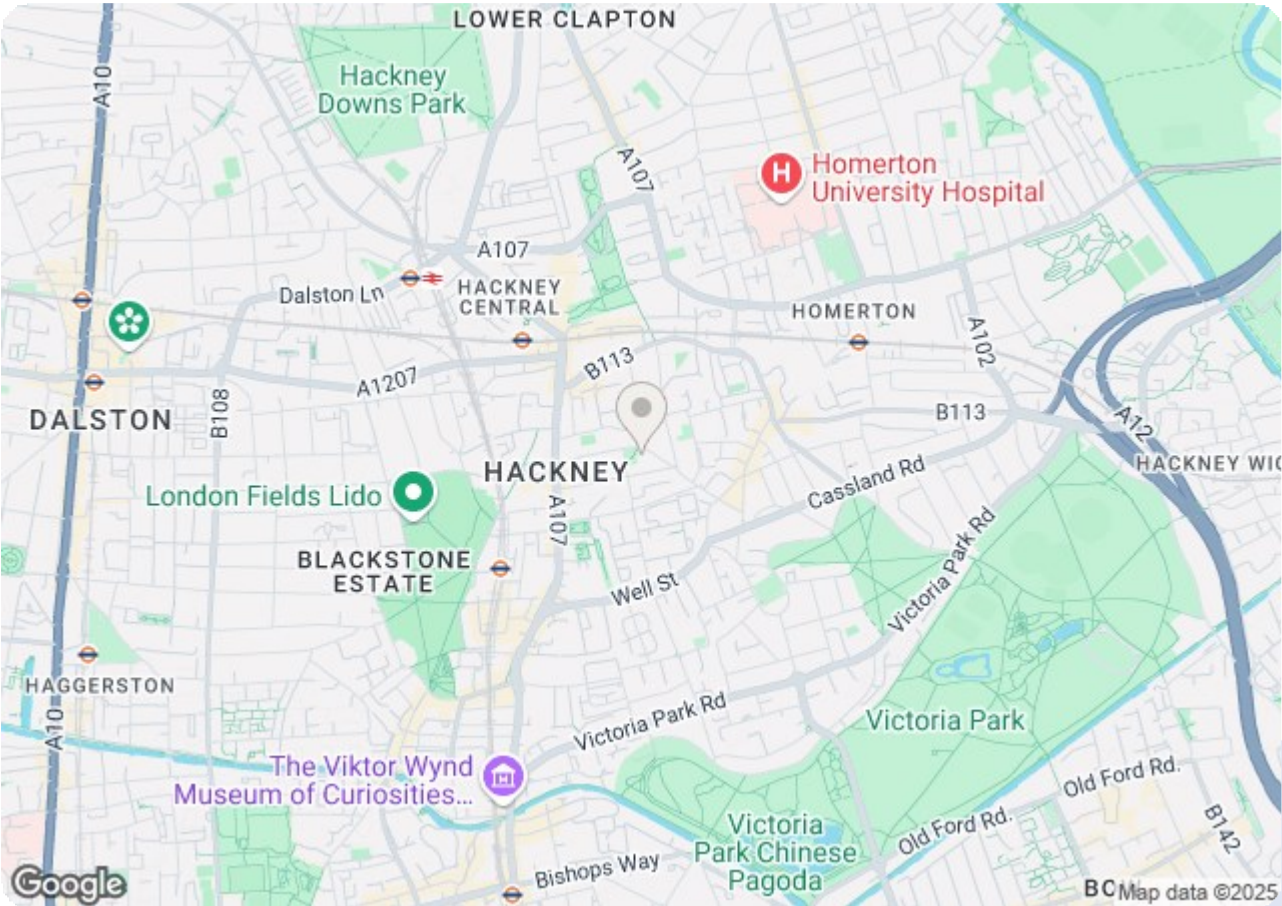 LOWER CLAPTON
Hackney
Downs Park
A10
A107
Homerton
University Hospital
A107
Dalston Ln
HACKNEY
CENTRAL
HOMERTON
A102
B113
A1207
B108
DALSTON
B113
A12
HACKNEY WIC
HACKNEY
Cassland Rd
London Fields Lido
A107
Victoria Park Rd
BLACKSTONE
ESTATE
Well St
HAGGERSTON
A10
Victoria Park Rd
Victoria Park
The Viktor Wynd
Museum of Curiosities...
Old Ford Rd.
Victoria
Park Chinese
Pagoda
Old Ford Rd.
B142
Bishops Way
Google
Map data ©2025